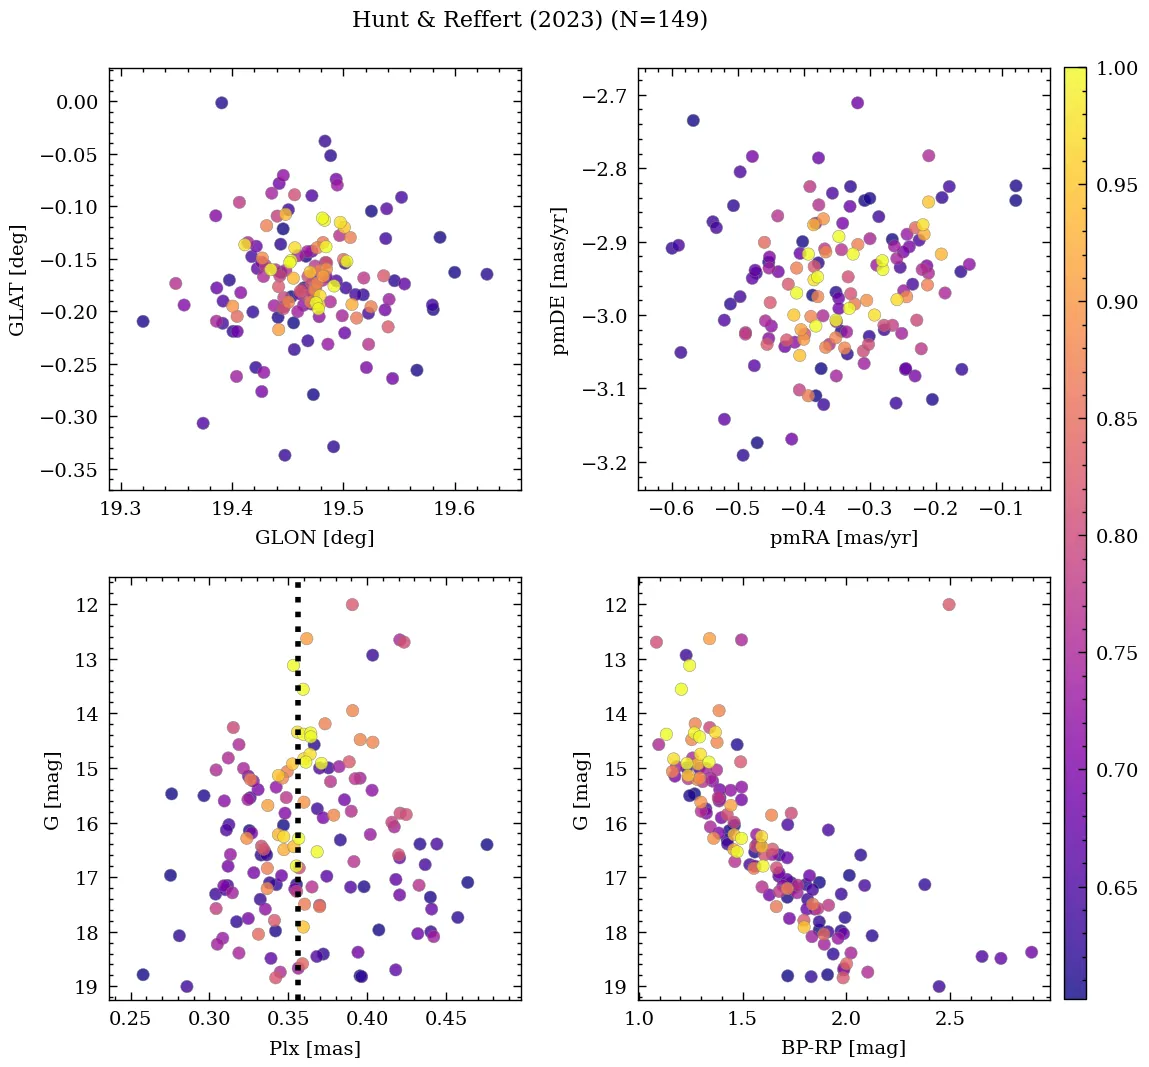 Hunt & Reffert (2023) (N=149)
0.00
−0.05
−0.10
−0.15
−0.20
−0.25
−0.30
−0.35
GLAT [deg]
19.3 19.4 19.5 19.6
GLON [deg]
−2.7
−2.8
−2.9
−3.0
−3.1
−3.2
pmDE [mas/yr]
−0.6 −0.5 −0.4 −0.3 −0.2 −0.1
pmRA [mas/yr]
12
13
14
15
16
17
18
19
G [mag]
0.25 0.30 0.35 0.40 0.45
Plx [mas]
12
13
14
15
16
17
18
19
G [mag]
1.0 1.5 2.0 2.5
BP-RP [mag]
1.00
0.95
0.90
0.85
0.80
0.75
0.70
0.65